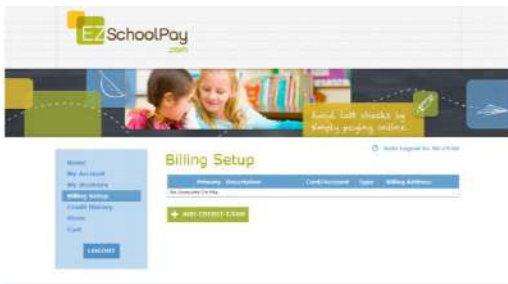 EZSchoolPay
.com
Avoid lost checks by
simply paying online.
Home
My Account
My Students
Billing Setup
Credit History
Store
Cart
LOGOUT
Billing Setup
Primary Description Card/Account Type Billing Address
+ ADD CREDIT CARD